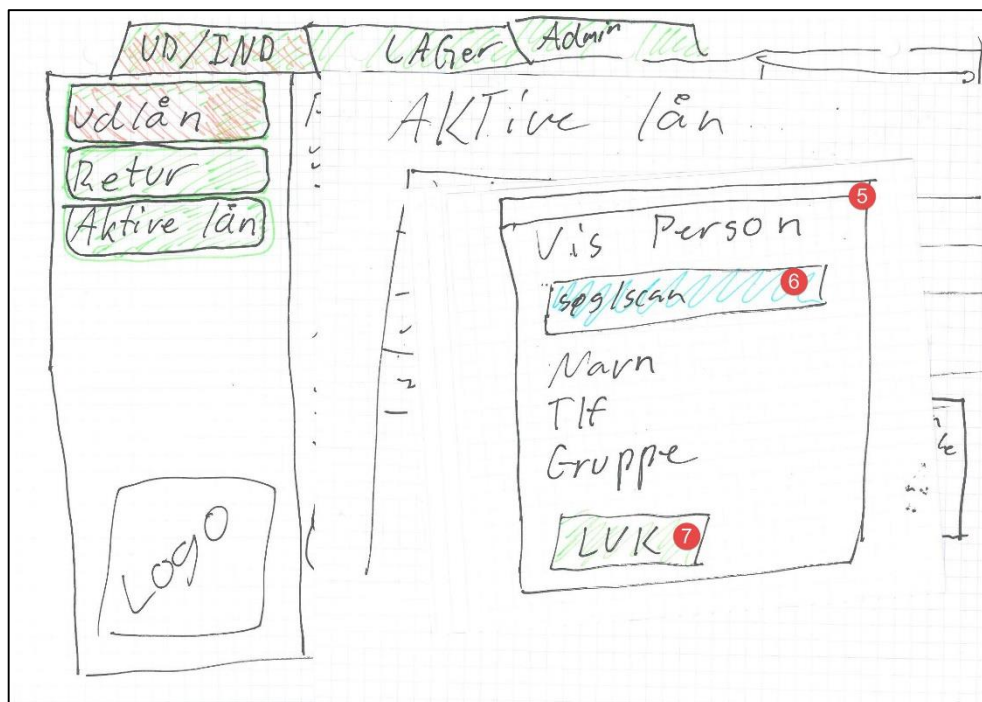 UD/IND
LAGer
Admin
Udlån
Retur
Aktive lån
Logo
AKTive lån
5
Vis Person
søg/scan
6
Navn
Tlf
Gruppe
LUK
7